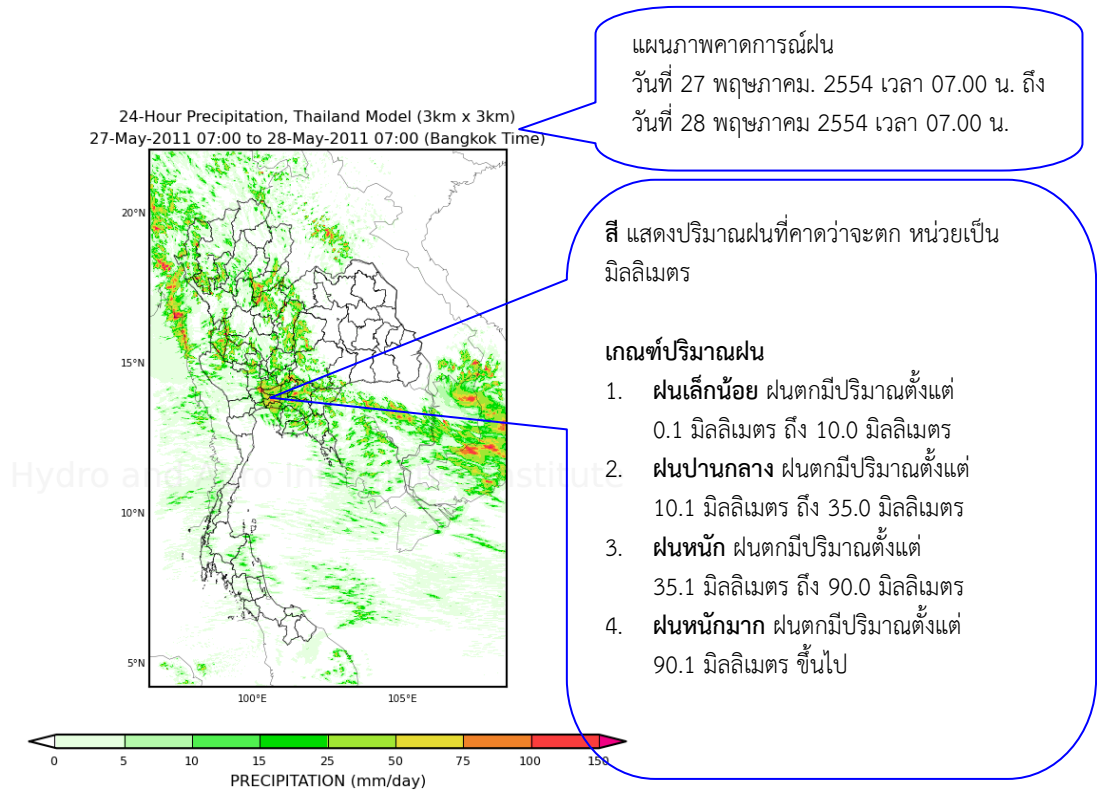 แผนภาพคาดการณ์ฝน
วันที่ 27 พฤษภาคม. 2554 เวลา 07.00 น. ถึง
วันที่ 28 พฤษภาคม 2554 เวลา 07.00 น.
24-Hour Precipitation, Thailand Model (3km x 3km)
27-May-2011 07:00 to 28-May-2011 07:00 (Bangkok Time)
20°N
15°N
10°N
5°N
100°E
105°E
Hydro and
สี แสดงปริมาณฝนที่คาดว่าจะตก หน่วยเป็น
มิลลิเมตร
เกณฑ์ปริมาณฝน
1. ฝนเล็กน้อย ฝนตกมีปริมาณตั้งแต่
0.1 มิลลิเมตร ถึง 10.0 มิลลิเมตร
2. ฝนปานกลาง ฝนตกมีปริมาณตั้งแต่
10.1 มิลลิเมตร ถึง 35.0 มิลลิเมตร
3. ฝนหนัก ฝนตกมีปริมาณตั้งแต่
35.1 มิลลิเมตร ถึง 90.0 มิลลิเมตร
4. ฝนหนักมาก ฝนตกมีปริมาณตั้งแต่
90.1 มิลลิเมตร ขึ้นไป
0 5 10 15 25 50 75 100 150
PRECIPITATION (mm/day)